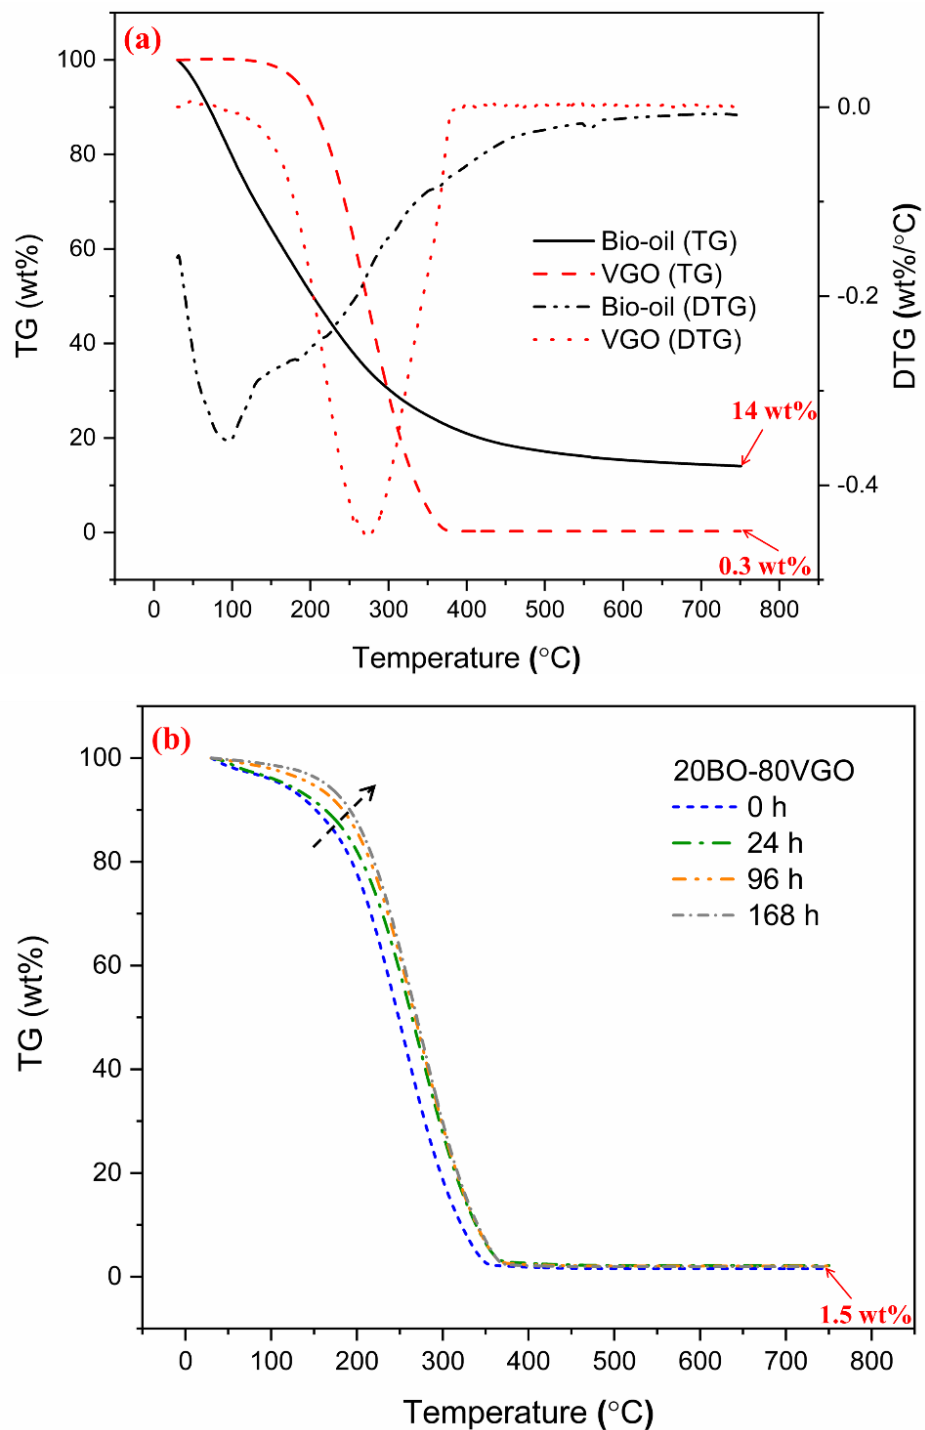 (a)
100
80
60
40
20
0
TG (wt%)
0.0
-0.2
-0.4
DTG (wt%/°C)
Bio-oil (TG)
VGO (TG)
Bio-oil (DTG)
VGO (DTG)
14 wt%
0.3 wt%
0 100 200 300 400 500 600 700 800
Temperature (°C)
(b)
100
80
60
40
20
0
TG (wt%)
20BO-80VGO
0 h
24 h
96 h
168 h
1.5 wt%
0 100 200 300 400 500 600 700 800
Temperature (°C)